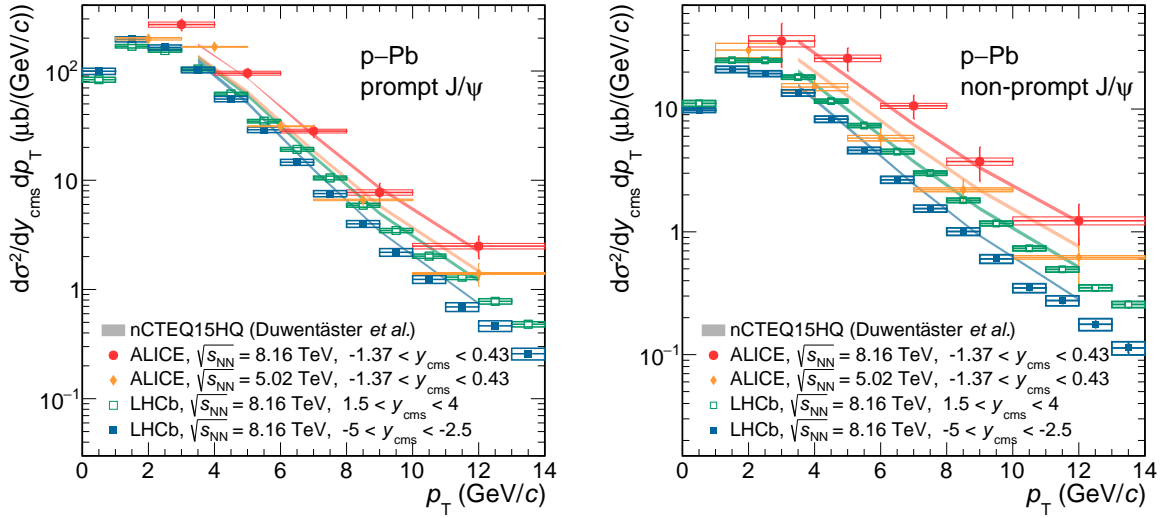 dσ²/dy_cms dp_T (μb/(GeV/c))
10²
10
1
10⁻¹
p–Pb
prompt J/ψ
nCTEQ15HQ (Duwentäster et al.)
ALICE, √s_NN = 8.16 TeV, -1.37 < y_cms < 0.43
ALICE, √s_NN = 5.02 TeV, -1.37 < y_cms < 0.43
LHCb, √s_NN = 8.16 TeV, 1.5 < y_cms < 4
LHCb, √s_NN = 8.16 TeV, -5 < y_cms < -2.5
0 2 4 6 8 10 12 14
p_T (GeV/c)
dσ²/dy_cms dp_T (μb/(GeV/c))
10
1
10⁻¹
p–Pb
non-prompt J/ψ
nCTEQ15HQ (Duwentäster et al.)
ALICE, √s_NN = 8.16 TeV, -1.37 < y_cms < 0.43
ALICE, √s_NN = 5.02 TeV, -1.37 < y_cms < 0.43
LHCb, √s_NN = 8.16 TeV, 1.5 < y_cms < 4
LHCb, √s_NN = 8.16 TeV, -5 < y_cms < -2.5
0 2 4 6 8 10 12 14
p_T (GeV/c)